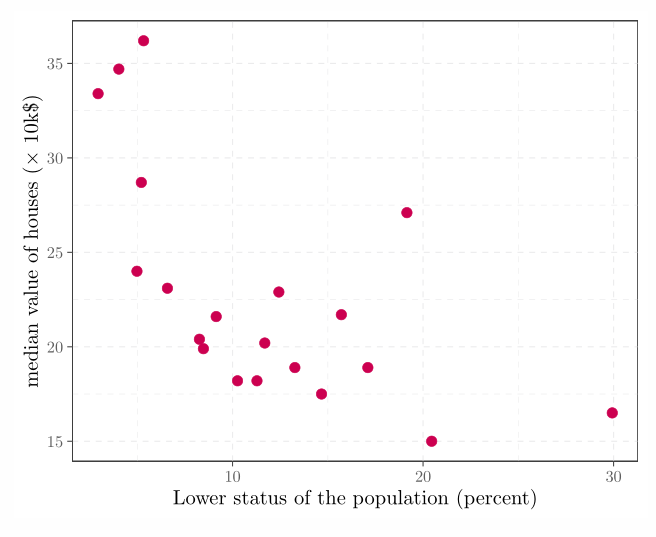 median value of houses (× 10k$)
35
30
25
20
15
10 20 30
Lower status of the population (percent)